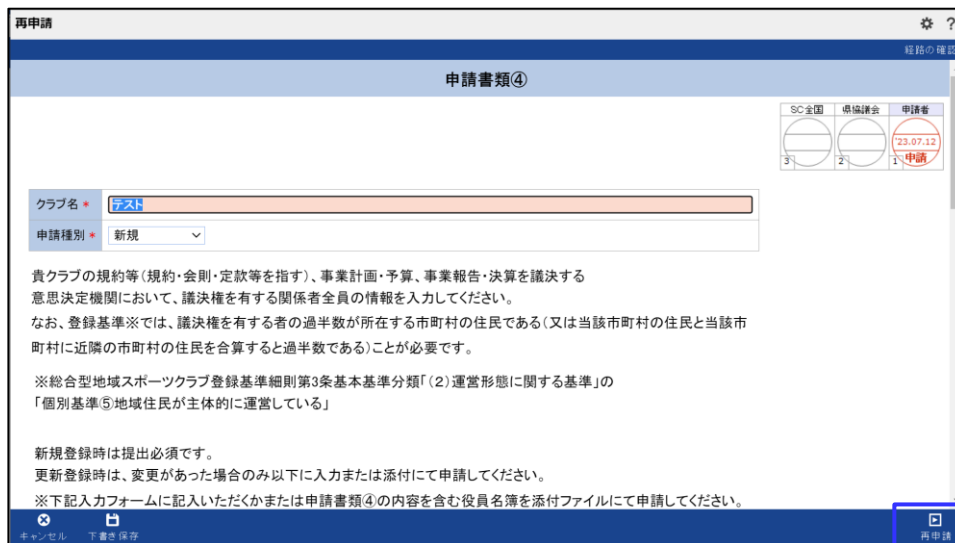 再申請
?
経路の確認
申請書類④
SC全国 県協議会 申請者
'23.07.12
3 2 1 申請
クラブ名 * テスト
申請種別 * 新規
貴クラブの規約等(規約・会則・定款等を指す)、事業計画・予算、事業報告・決算を議決する
意思決定機関において、議決権を有する関係者全員の情報を入力してください。
なお、登録基準※では、議決権を有する者の過半数が所在する市町村の住民である(又は当該市町村の住民と当該市
町村に近隣の市町村の住民を合算すると過半数である)ことが必要です。
※総合型地域スポーツクラブ登録基準細則第3条基本基準分類「(2)運営形態に関する基準」の
「個別基準⑤地域住民が主体的に運営している」
新規登録時は提出必須です。
更新登録時は、変更があった場合のみ以下に入力または添付にて申請してください。
※下記入力フォームに記入いただくかまたは申請書類④の内容を含む役員名簿を添付ファイルにて申請してください。
キャンセル 下書き保存 再申請